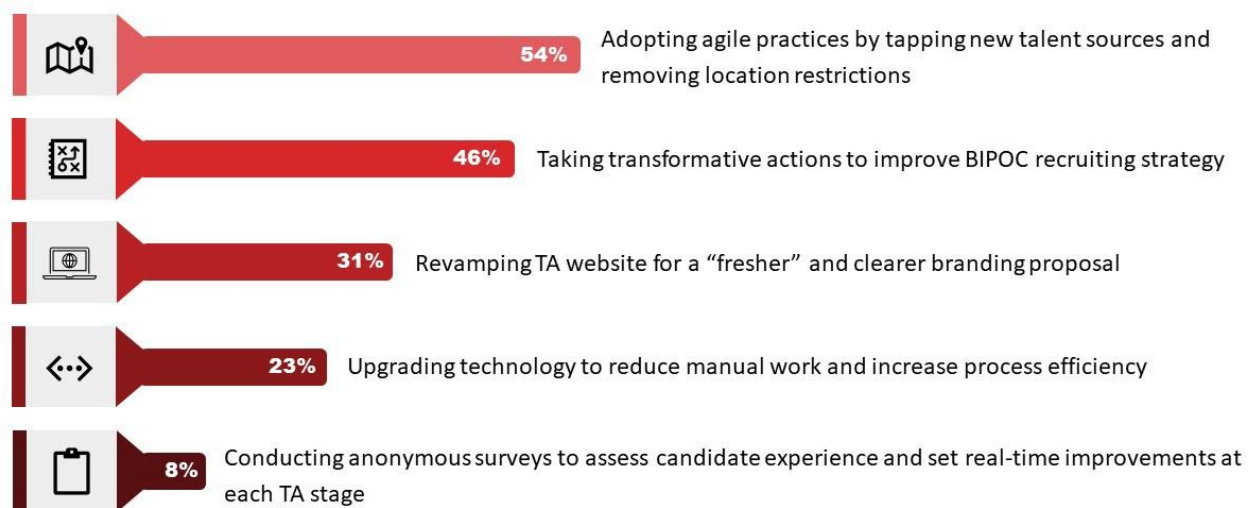 54%
Adopting agile practices by tapping new talent sources and
removing location restrictions
46%
Taking transformative actions to improve BIPOC recruiting strategy
31%
Revamping TA website for a “fresher” and clearer branding proposal
23%
Upgrading technology to reduce manual work and increase process efficiency
8%
Conducting anonymous surveys to assess candidate experience and set real-time improvements at
each TA stage